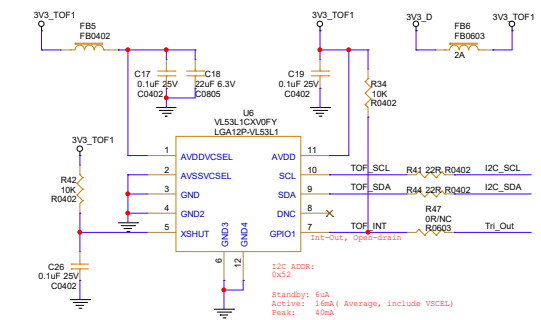 3V3_TOF1
FB5
FB0402
3V3_TOF1
3V3_D
FB6
FB0603
2A
3V3_TOF1
C17
0.1uF 25V
C0402
C18
22uF 6.3V
C0805
C19
0.1uF 25V
C0402
R34
10K
R0402
U6
VL53L1CXV0FY
LGA12P-VL53L1
3V3_TOF1
R42
10K
R0402
1 AVDDVCSEL
2 AVSSVCSEL
3 GND
4 GND2
5 XSHUT
AVDD 11
SCL 10 TOF_SCL R41 22R R0402 I2C_SCL
SDA 9 TOF_SDA R44 22R R0402 I2C_SDA
DNC 8
R47
0R/NC
R0603
GPIO1 7 TOF_INT Tri_Out
Int-Out, Open-drain
GND3
GND4
6
12
C26
0.1uF 25V
C0402
I2C ADDR:
0x52
Standby: 6uA
Active: 16mA( Average, include VSCEL)
Peak: 40mA